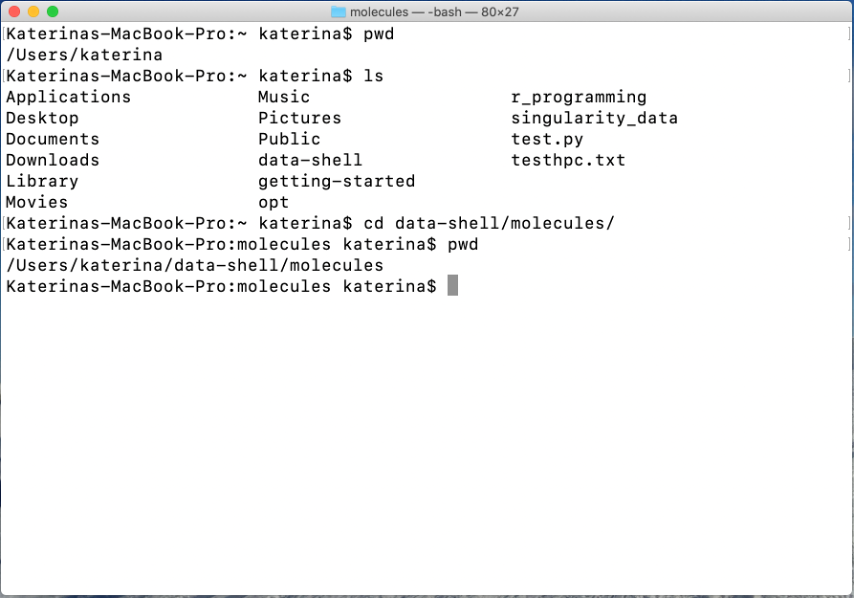 molecules — -bash — 80×27
Katerinas-MacBook-Pro:~ katerina$ pwd
/Users/katerina
Katerinas-MacBook-Pro:~ katerina$ ls
Applications Music r_programming
Desktop Pictures singularity_data
Documents Public test.py
Downloads data-shell testhpc.txt
Library getting-started
Movies opt
Katerinas-MacBook-Pro:~ katerina$ cd data-shell/molecules/
Katerinas-MacBook-Pro:molecules katerina$ pwd
/Users/katerina/data-shell/molecules
Katerinas-MacBook-Pro:molecules katerina$